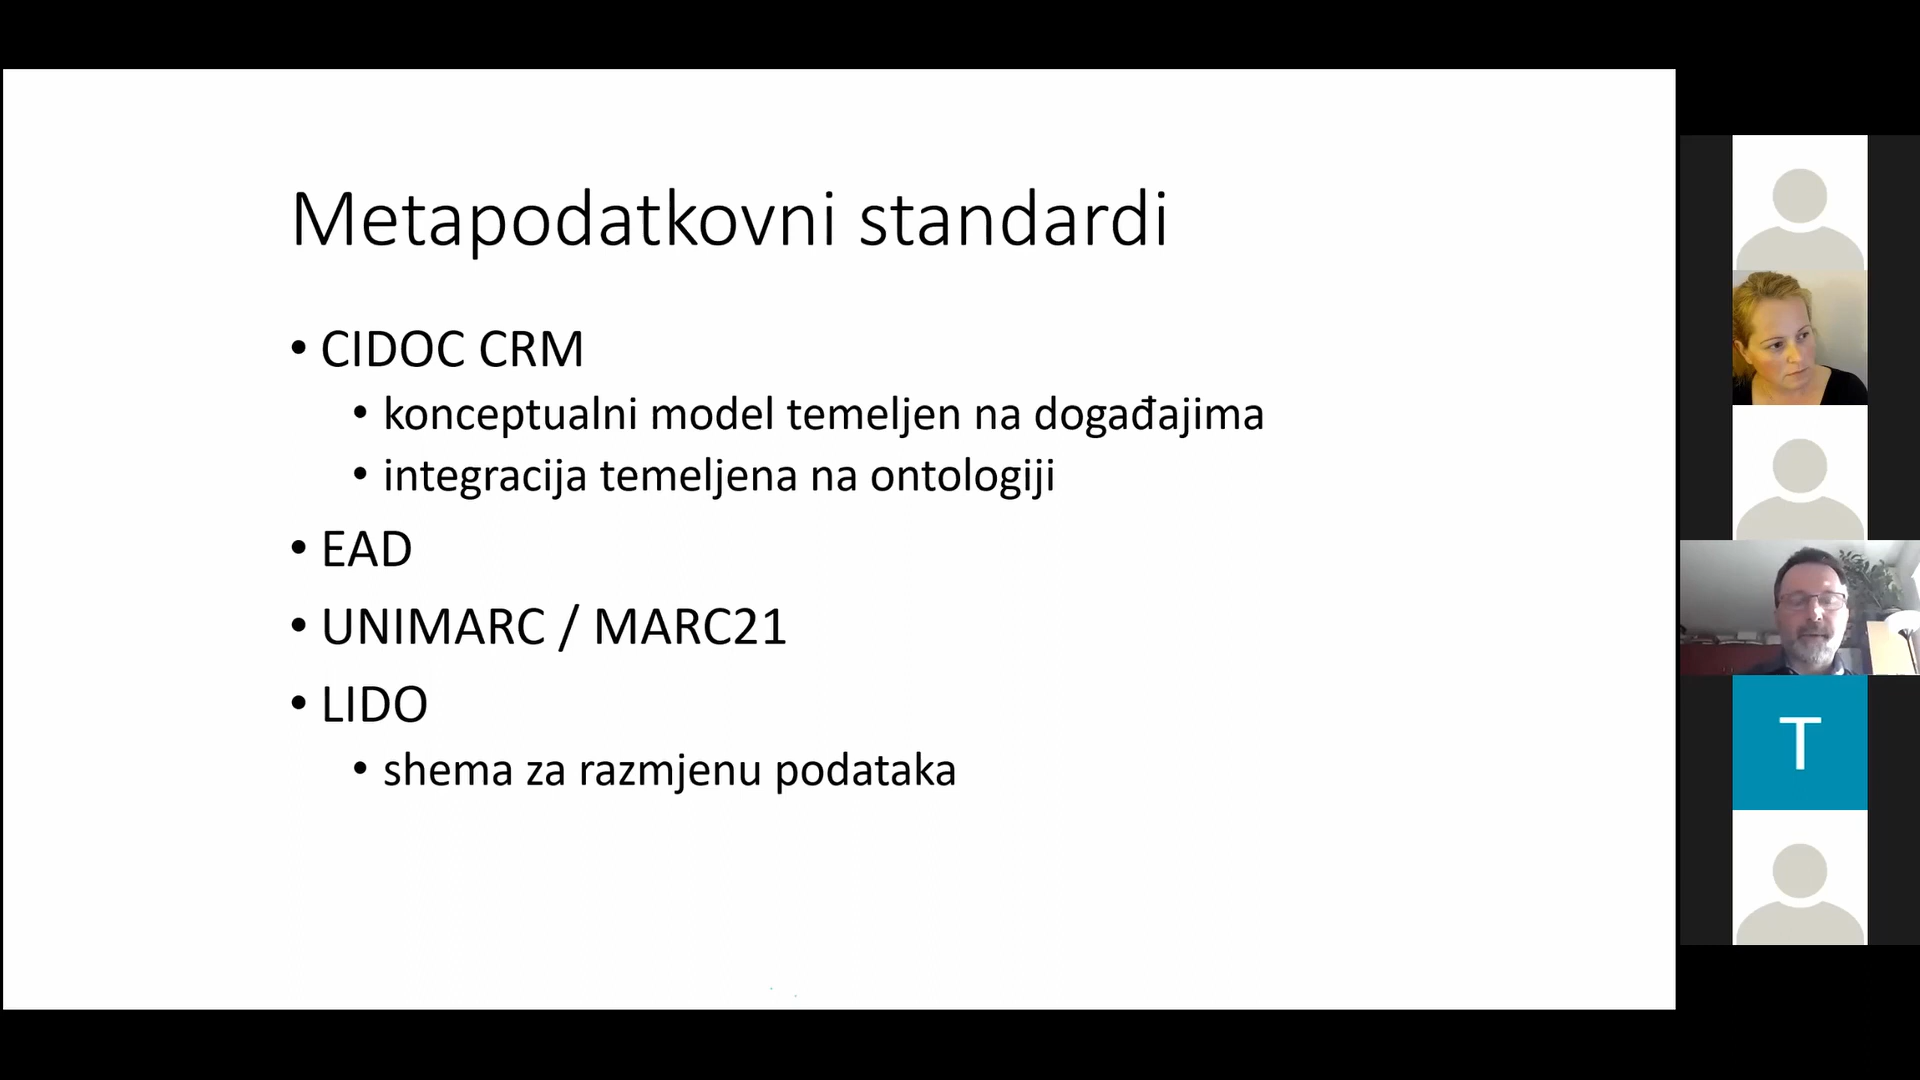 Metapodatkovni standardi
• CIDOC CRM
• konceptualni model temeljen na događajima
• integracija temeljena na ontologiji
• EAD
• UNIMARC / MARC21
• LIDO
• shema za razmjenu podataka
T